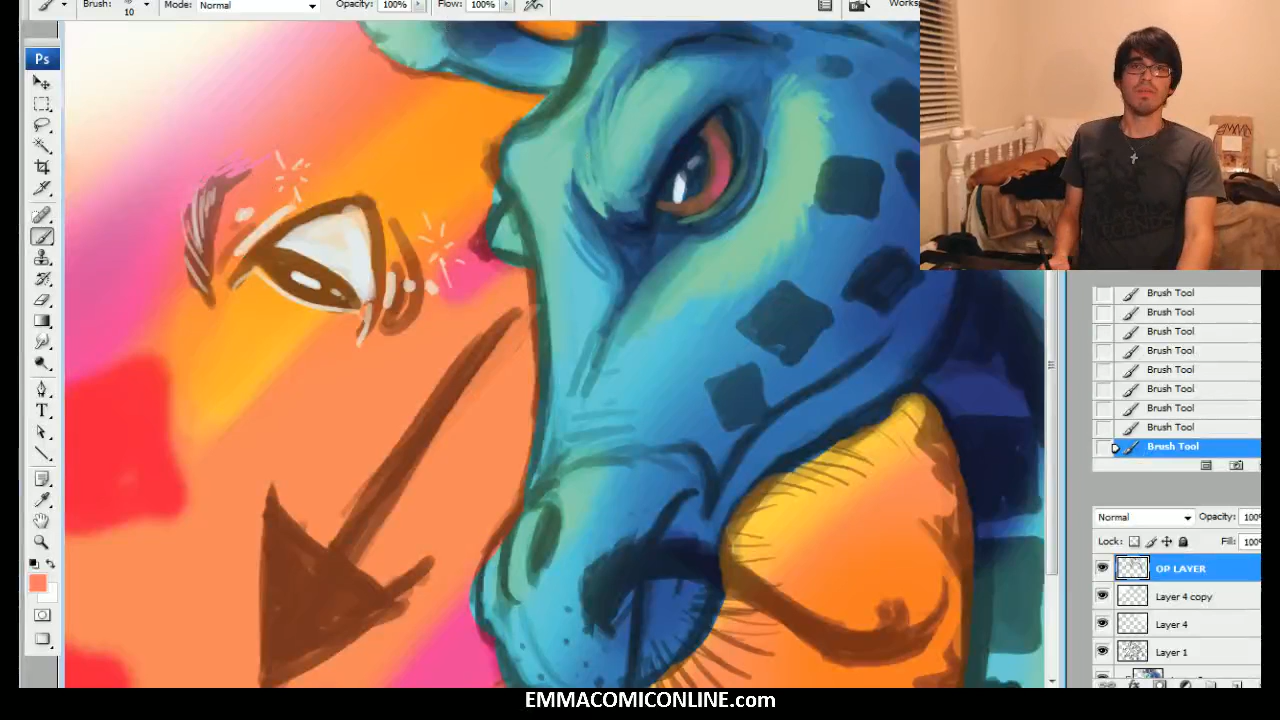 Brush: 10 Mode: Normal Opacity: 100% Flow: 100%
Ps
T
Brush Tool
Brush Tool
Brush Tool
Brush Tool
Brush Tool
Brush Tool
Brush Tool
Brush Tool
Brush Tool
Normal Opacity:
Lock: Fill:
OP LAYER
Layer 4 copy
Layer 4
Layer 1
EMMACOMICONLINE.com